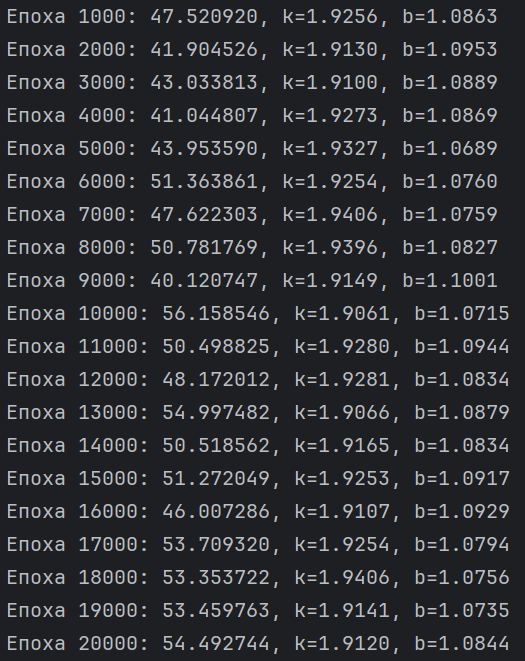 Епоха 1000: 47.520920, k=1.9256, b=1.0863
Епоха 2000: 41.904526, k=1.9130, b=1.0953
Епоха 3000: 43.033813, k=1.9100, b=1.0889
Епоха 4000: 41.044807, k=1.9273, b=1.0869
Епоха 5000: 43.953590, k=1.9327, b=1.0689
Епоха 6000: 51.363861, k=1.9254, b=1.0760
Епоха 7000: 47.622303, k=1.9406, b=1.0759
Епоха 8000: 50.781769, k=1.9396, b=1.0827
Епоха 9000: 40.120747, k=1.9149, b=1.1001
Епоха 10000: 56.158546, k=1.9061, b=1.0715
Епоха 11000: 50.498825, k=1.9280, b=1.0944
Епоха 12000: 48.172012, k=1.9281, b=1.0834
Епоха 13000: 54.997482, k=1.9066, b=1.0879
Епоха 14000: 50.518562, k=1.9165, b=1.0834
Епоха 15000: 51.272049, k=1.9253, b=1.0917
Епоха 16000: 46.007286, k=1.9107, b=1.0929
Епоха 17000: 53.709320, k=1.9254, b=1.0794
Епоха 18000: 53.353722, k=1.9406, b=1.0756
Епоха 19000: 53.459763, k=1.9141, b=1.0735
Епоха 20000: 54.492744, k=1.9120, b=1.0844